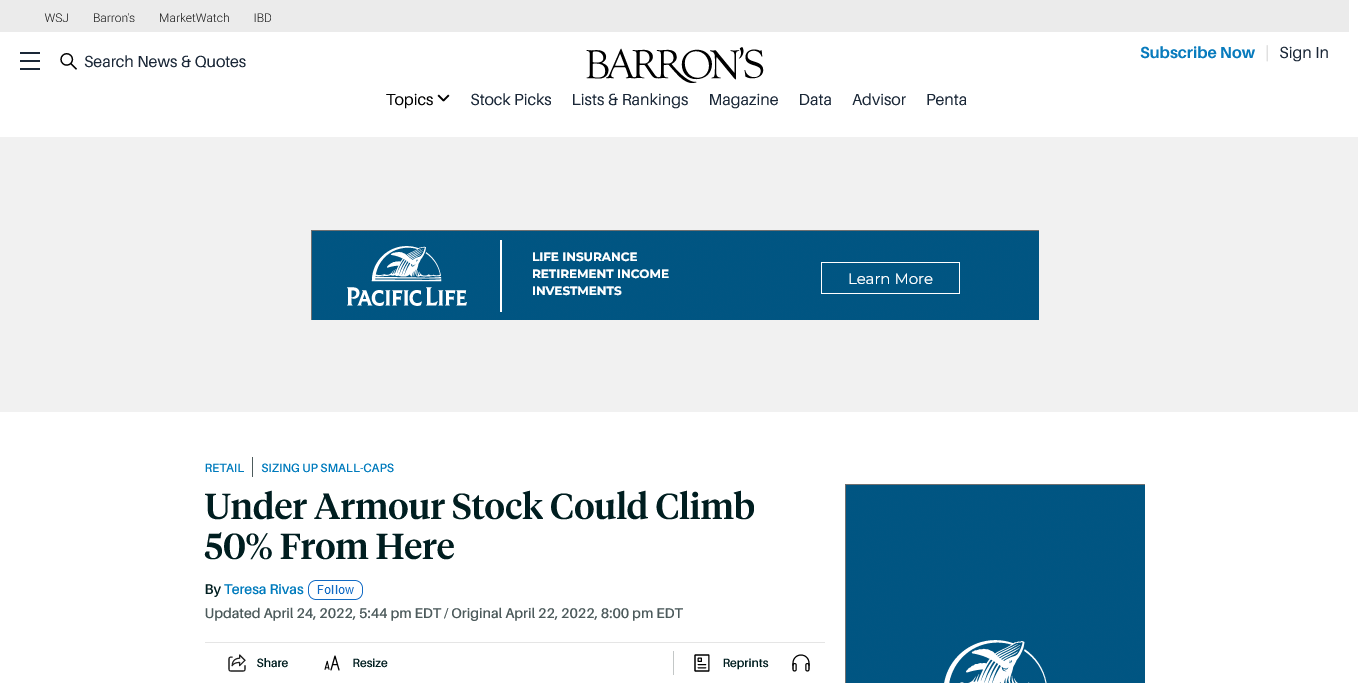 WSJ Barron's MarketWatch IBD
Search News & Quotes
BARRON'S
Subscribe Now Sign In
Topics Stock Picks Lists & Rankings Magazine Data Advisor Penta
PACIFIC LIFE
LIFE INSURANCE
RETIREMENT INCOME
INVESTMENTS
Learn More
RETAIL SIZING UP SMALL-CAPS
Under Armour Stock Could Climb
50% From Here
By Teresa Rivas Follow
Updated April 24, 2022, 5:44 pm EDT / Original April 22, 2022, 8:00 pm EDT
Share AA Resize Reprints